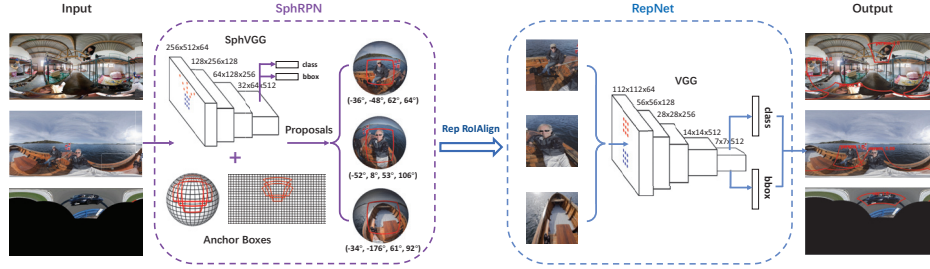 Input
SphRPN
RepNet
Output
SphVGG
256x512x64
128x256x128
64x128x256
32x64x512
class
bbox
Proposals
+
Anchor Boxes
(-36°, -48°, 62°, 64°)
(-52°, 8°, 53°, 106°)
(-34°, -176°, 61°, 92°)
Rep RoIAlign
VGG
112x112x64
56x56x128
28x28x256
14x14x512
7x7x512
class
bbox